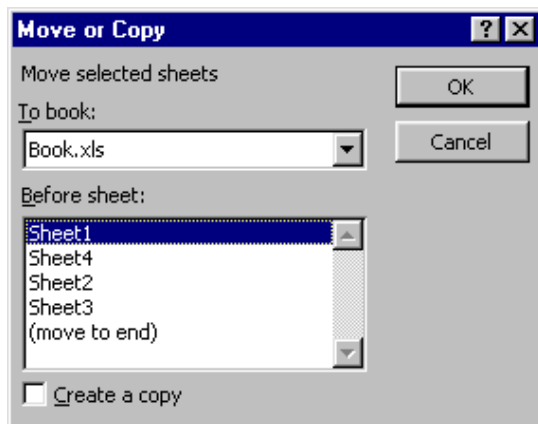 Move or Copy
Move selected sheets
OK
To book:
Book.xls
Cancel
Before sheet:
Sheet1
Sheet4
Sheet2
Sheet3
(move to end)
Create a copy